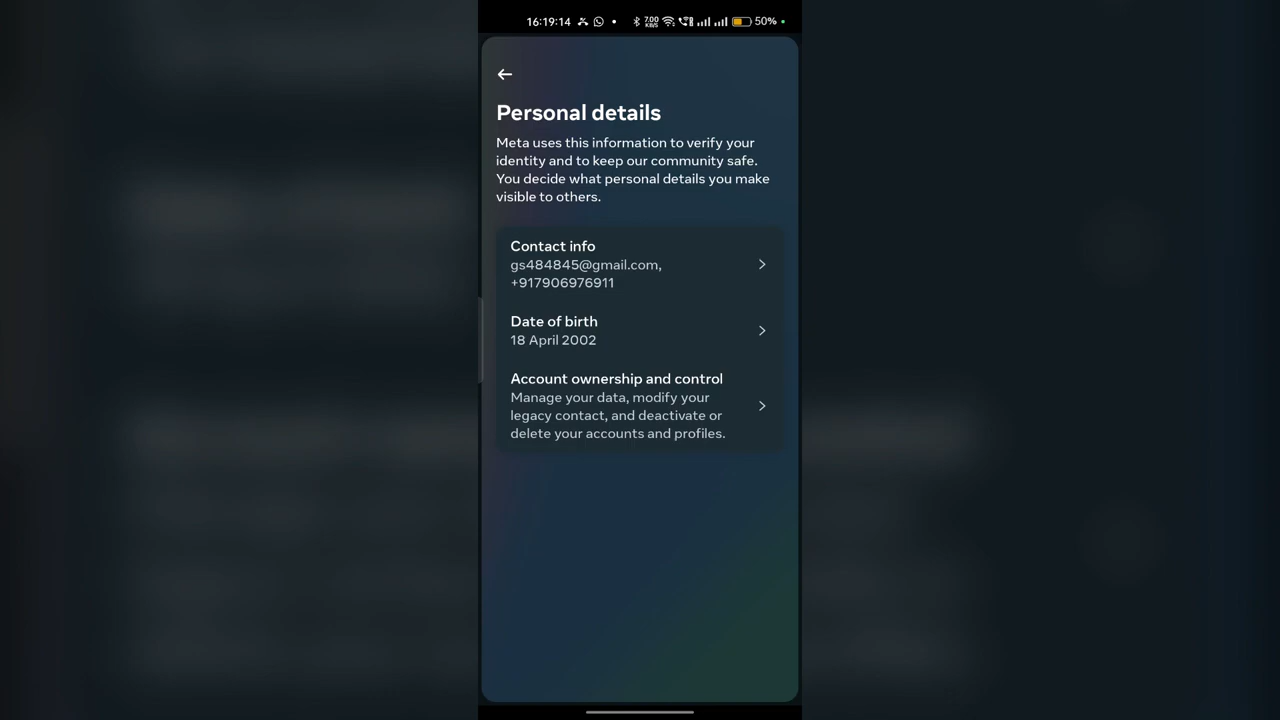 16:19:14
7.00 KB/S
50%
Personal details
Meta uses this information to verify your
identity and to keep our community safe.
You decide what personal details you make
visible to others.
Contact info
gs484845@gmail.com,
+917906976911
Date of birth
18 April 2002
Account ownership and control
Manage your data, modify your
legacy contact, and deactivate or
delete your accounts and profiles.